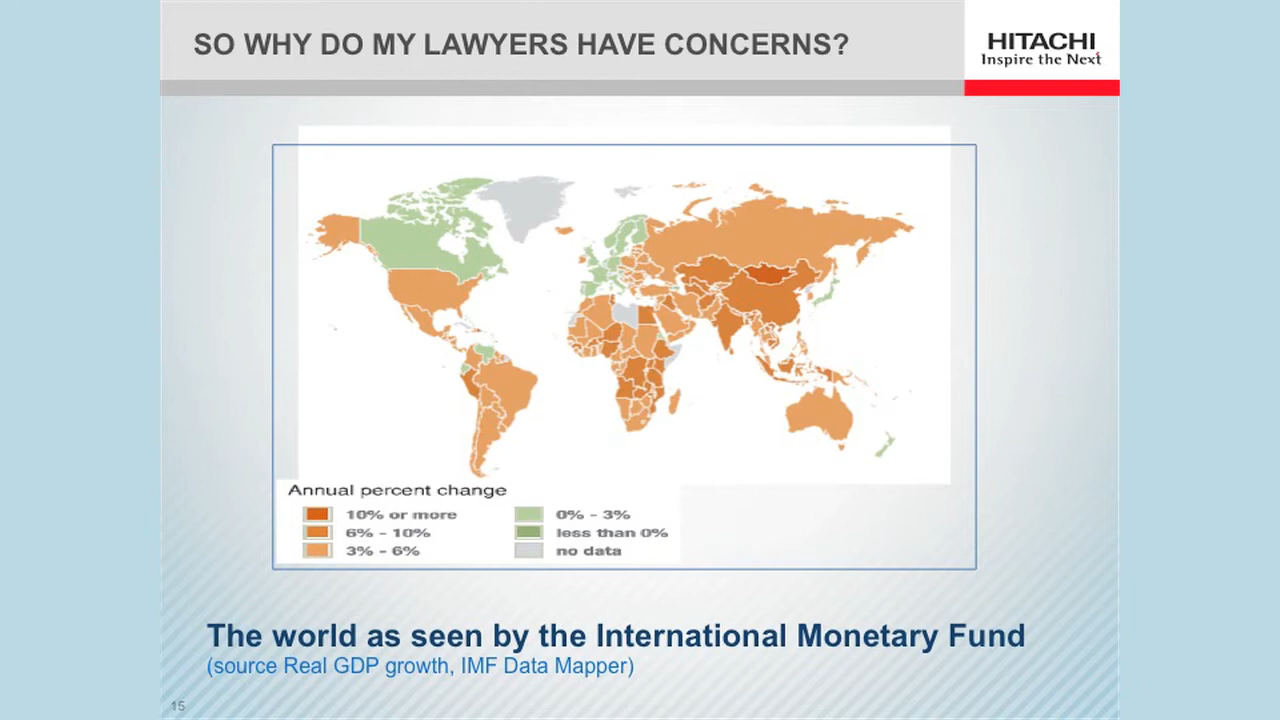 SO WHY DO MY LAWYERS HAVE CONCERNS?
HITACHI
Inspire the Next
Annual percent change
10% or more
6% - 10%
3% - 6%
0% - 3%
less than 0%
no data
The world as seen by the International Monetary Fund
(source Real GDP growth, IMF Data Mapper)
15